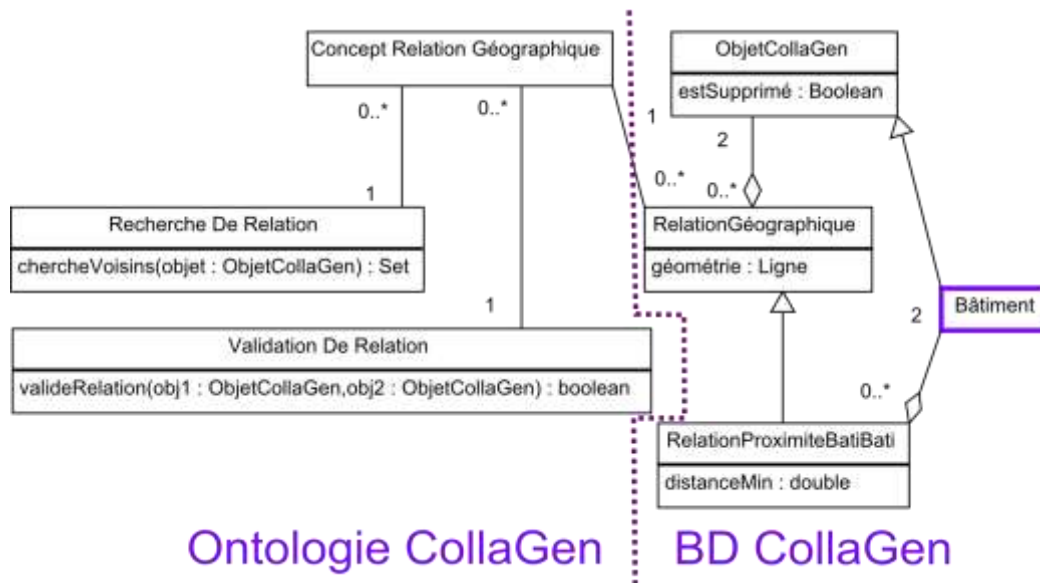 Concept Relation Géographique
0..*
0..*
1
Recherche De Relation
chercheVoisins(objet : ObjetCollaGen) : Set
1
Validation De Relation
valideRelation(obj1 : ObjetCollaGen,obj2 : ObjetCollaGen) : boolean
1
0..*
ObjetCollaGen
estSupprimé : Boolean
2
0..*
RelationGéographique
géométrie : Ligne
Bâtiment
2
0..*
RelationProximiteBatiBati
distanceMin : double
Ontologie CollaGen
BD CollaGen